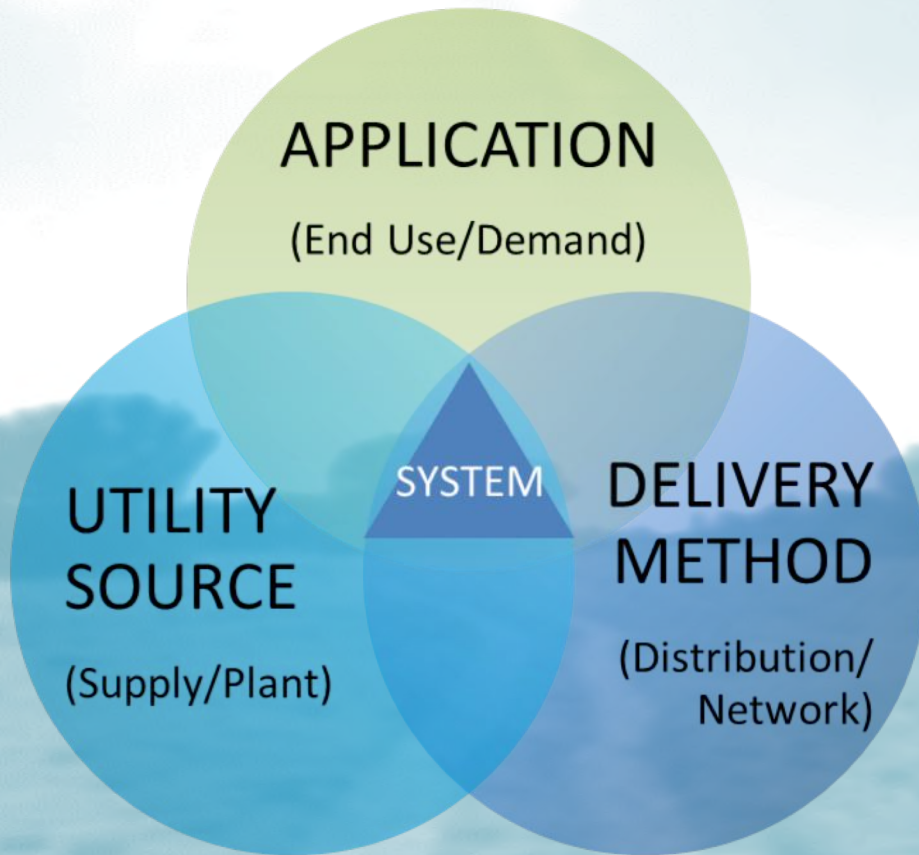 APPLICATION
(End Use/Demand)
SYSTEM
UTILITY
SOURCE
(Supply/Plant)
DELIVERY
METHOD
(Distribution/
Network)